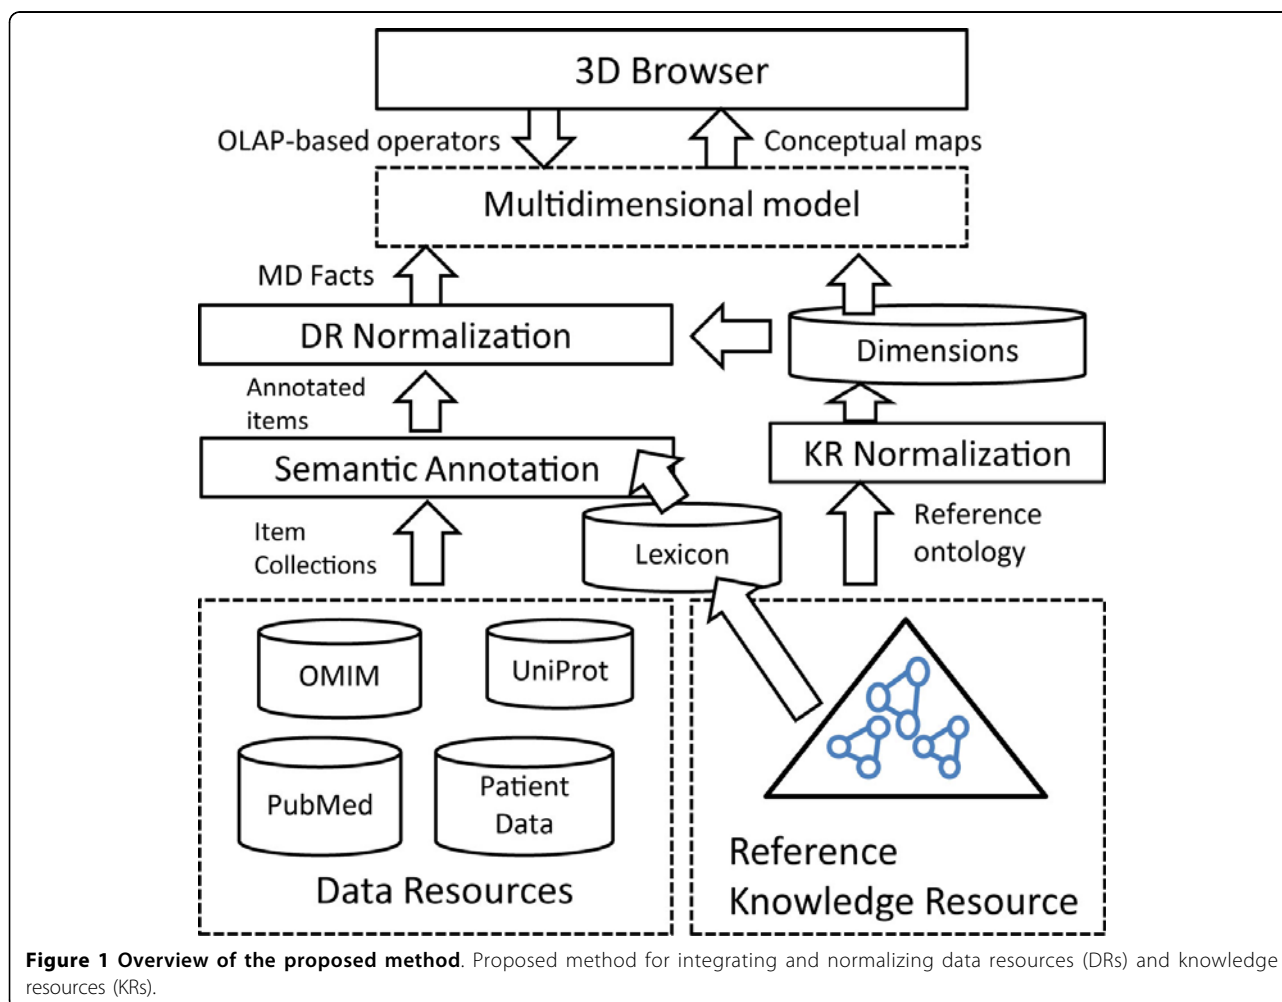 3D Browser
OLAP-based operators
Conceptual maps
Multidimensional model
MD Facts
DR Normalization
Dimensions
Annotated
items
Semantic Annotation
KR Normalization
Item
Collections
Lexicon
Reference
ontology
OMIM
UniProt
PubMed
Patient
Data
Data Resources
Reference
Knowledge Resource
Figure 1 Overview of the proposed method. Proposed method for integrating and normalizing data resources (DRs) and knowledge
resources (KRs).